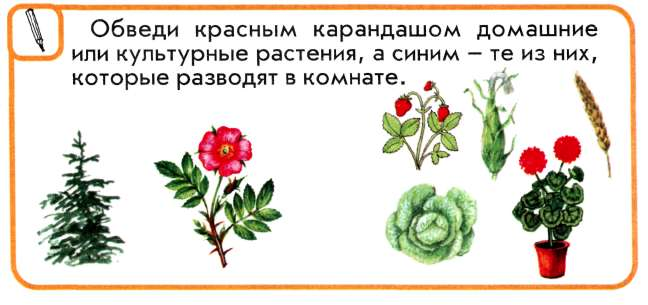 Обведи красным карандашом домашние
или культурные растения, а синим – те из них,
которые разводят в комнате.